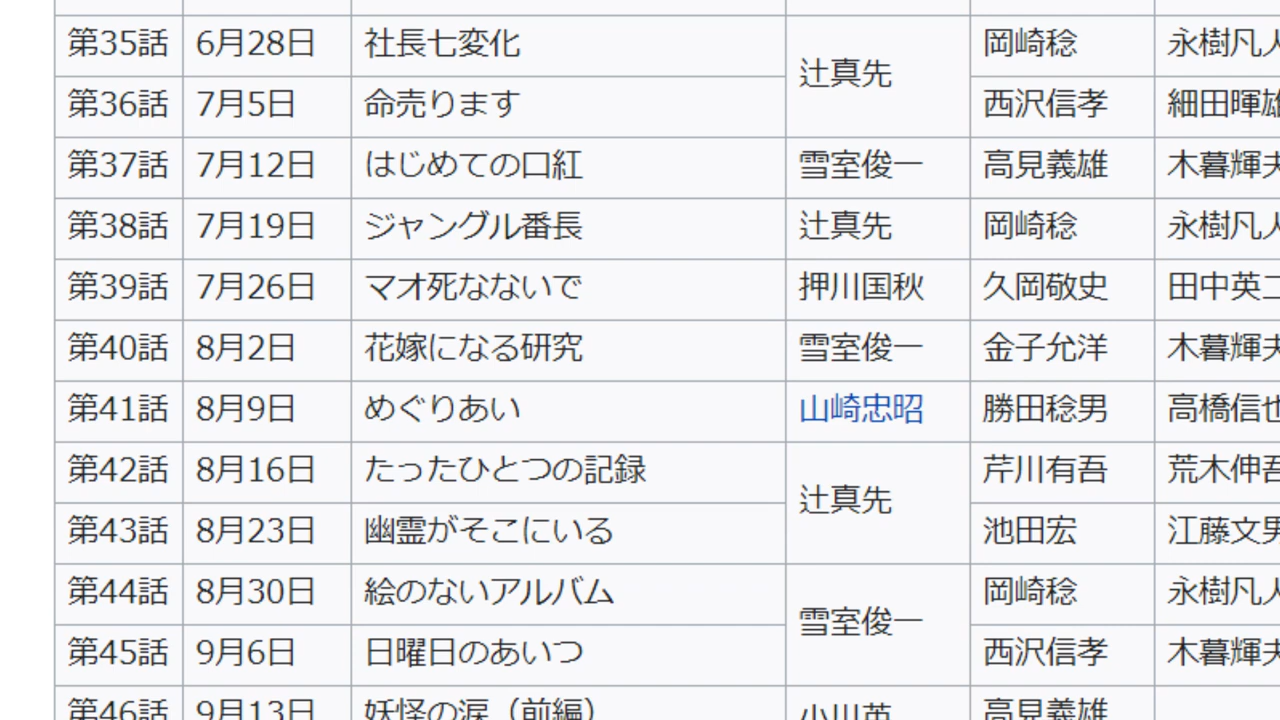 第35話 6月28日 社長七変化 辻真先 岡崎稔 永樹凡人
第36話 7月5日 命売ります 西沢信孝 細田暉雄
第37話 7月12日 はじめての口紅 雪室俊一 高見義雄 木暮輝夫
第38話 7月19日 ジャングル番長 辻真先 岡崎稔 永樹凡人
第39話 7月26日 マオ死なないで 押川国秋 久岡敬史 田中英二
第40話 8月2日 花嫁になる研究 雪室俊一 金子允洋 木暮輝夫
第41話 8月9日 めぐりあい 山崎忠昭 勝田稔男 高橋信也
第42話 8月16日 たったひとつの記録 辻真先 芹川有吾 荒木伸吾
第43話 8月23日 幽霊がそこにいる 池田宏 江藤文男
第44話 8月30日 絵のないアルバム 雪室俊一 岡崎稔 永樹凡人
第45話 9月6日 日曜日のあいつ 西沢信孝 木暮輝夫
第46話 9月13日 妖怪の涙（前編） 小川英 高見義雄